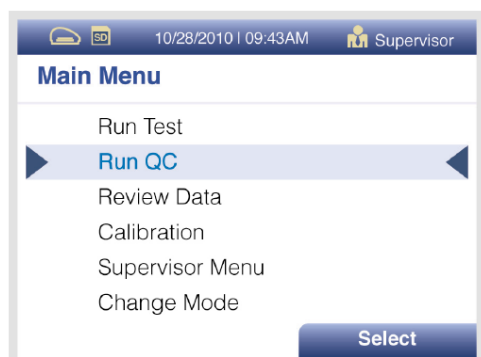 SD 10/28/2010 | 09:43AM Supervisor
Main Menu
Run Test
Run QC
Review Data
Calibration
Supervisor Menu
Change Mode
Select